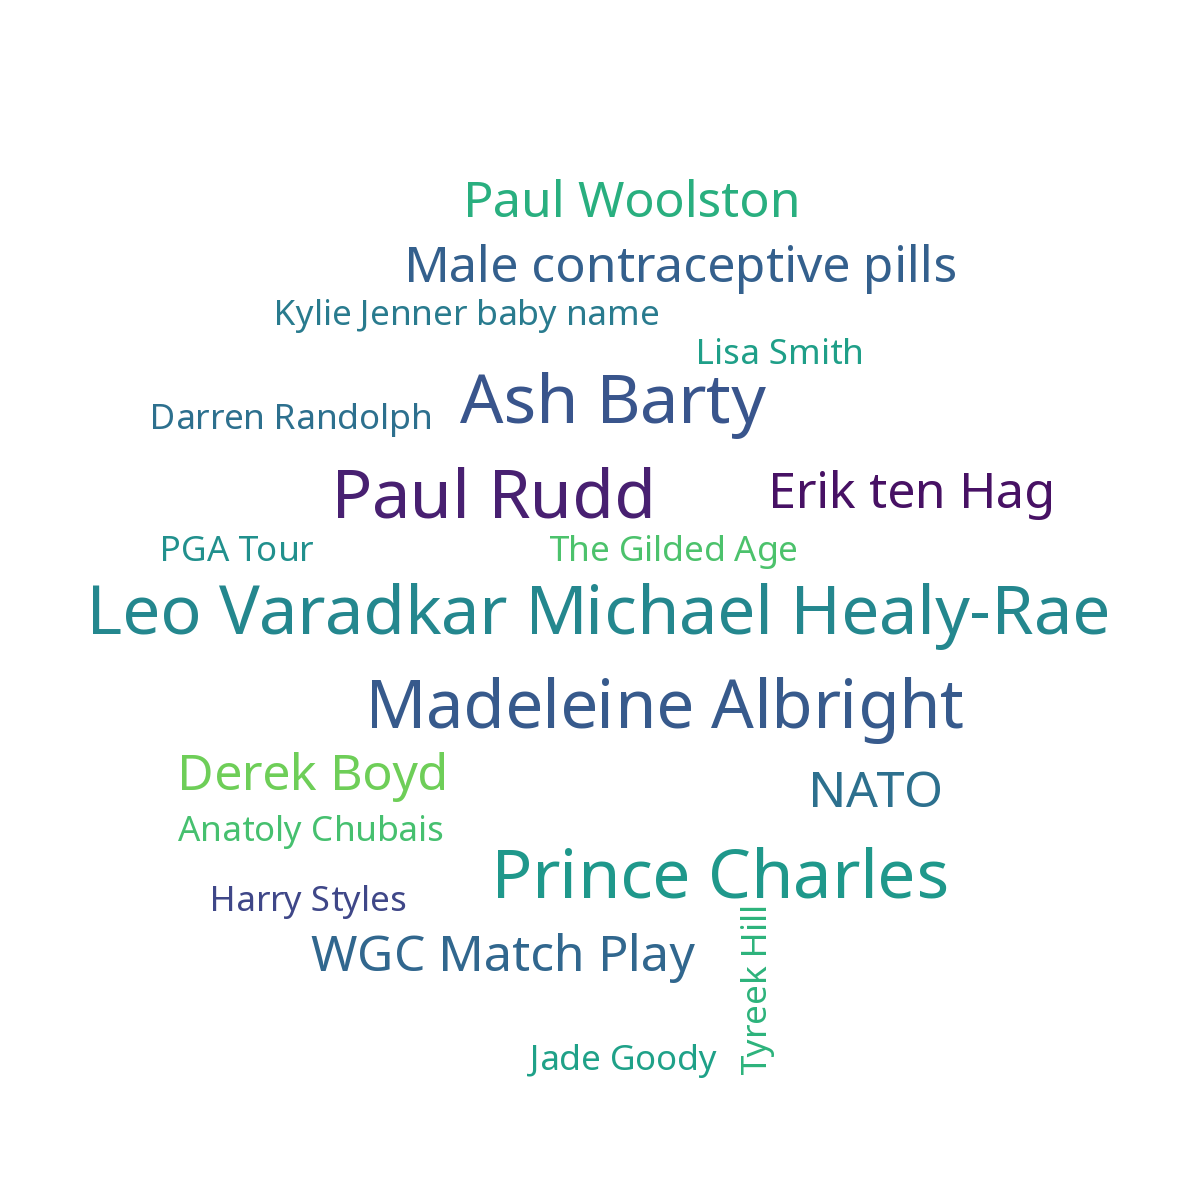 Paul Woolston
Male contraceptive pills
Kylie Jenner baby name
Lisa Smith
Ash Barty
Darren Randolph
Paul Rudd
Erik ten Hag
PGA Tour
The Gilded Age
Leo Varadkar Michael Healy-Rae
Madeleine Albright
Derek Boyd
NATO
Anatoly Chubais
Prince Charles
Harry Styles
WGC Match Play
Tyreek Hill
Jade Goody